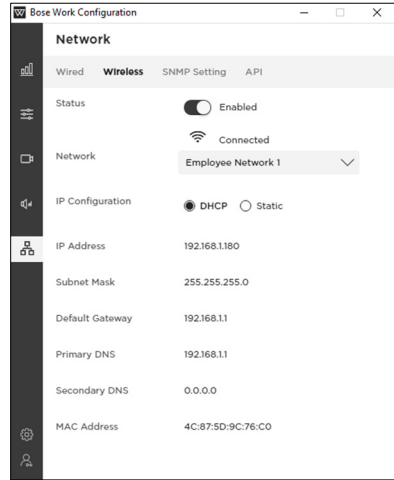 Bose Work Configuration
Network
Wired Wireless SNMP Setting API
Status Enabled
Connected
Network Employee Network 1
IP Configuration DHCP Static
IP Address 192.168.1.180
Subnet Mask 255.255.255.0
Default Gateway 192.168.1.1
Primary DNS 192.168.1.1
Secondary DNS 0.0.0.0
MAC Address 4C:87:5D:9C:76:C0